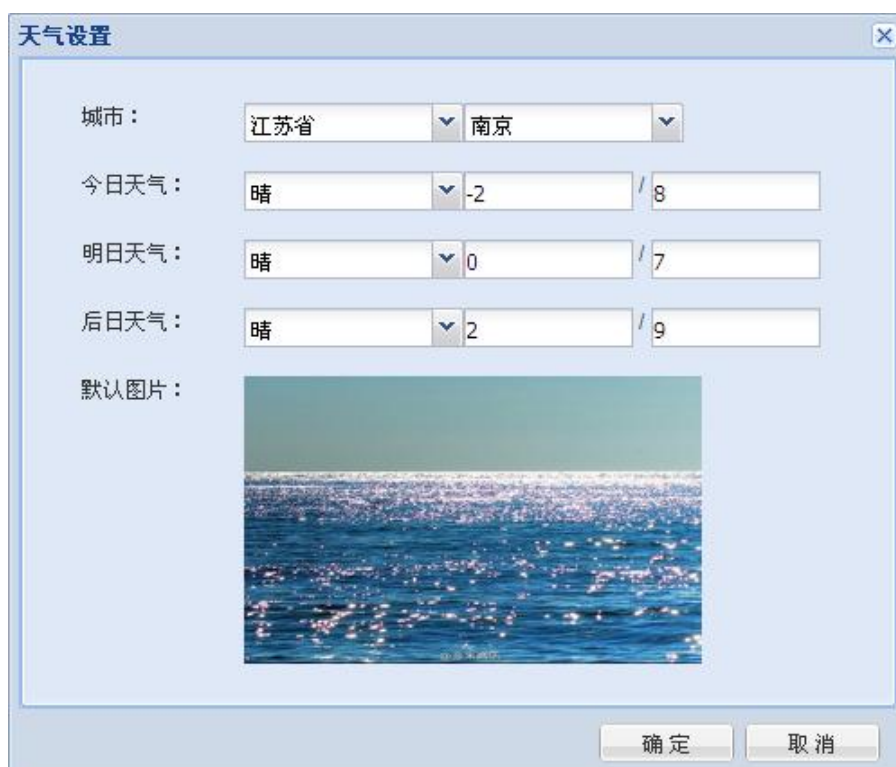 天气设置
城市： 江苏省 南京
今日天气： 晴 -2 / 8
明日天气： 晴 0 / 7
后日天气： 晴 2 / 9
默认图片：
确定 取消